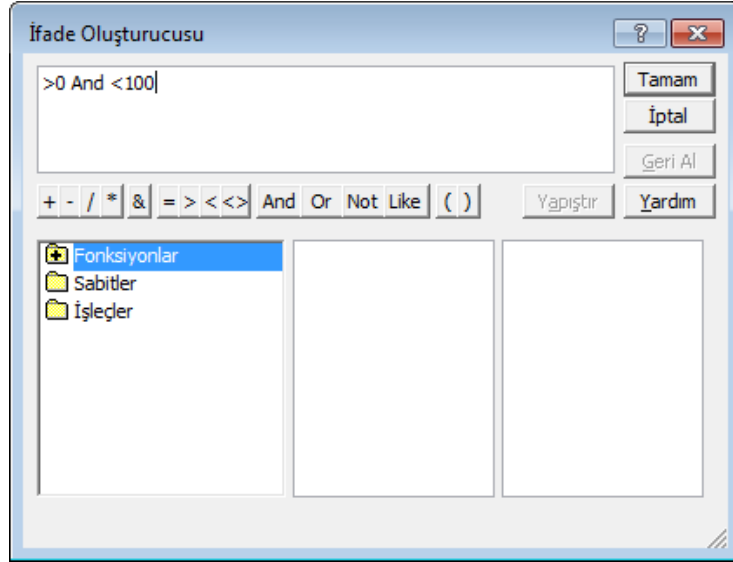 İfade Oluşturucusu
>0 And <100
Tamam
İptal
Geri Al
+ - / * & = > < <> And Or Not Like ( ) Yapıştır Yardım
Fonksiyonlar
Sabitler
İşleçler